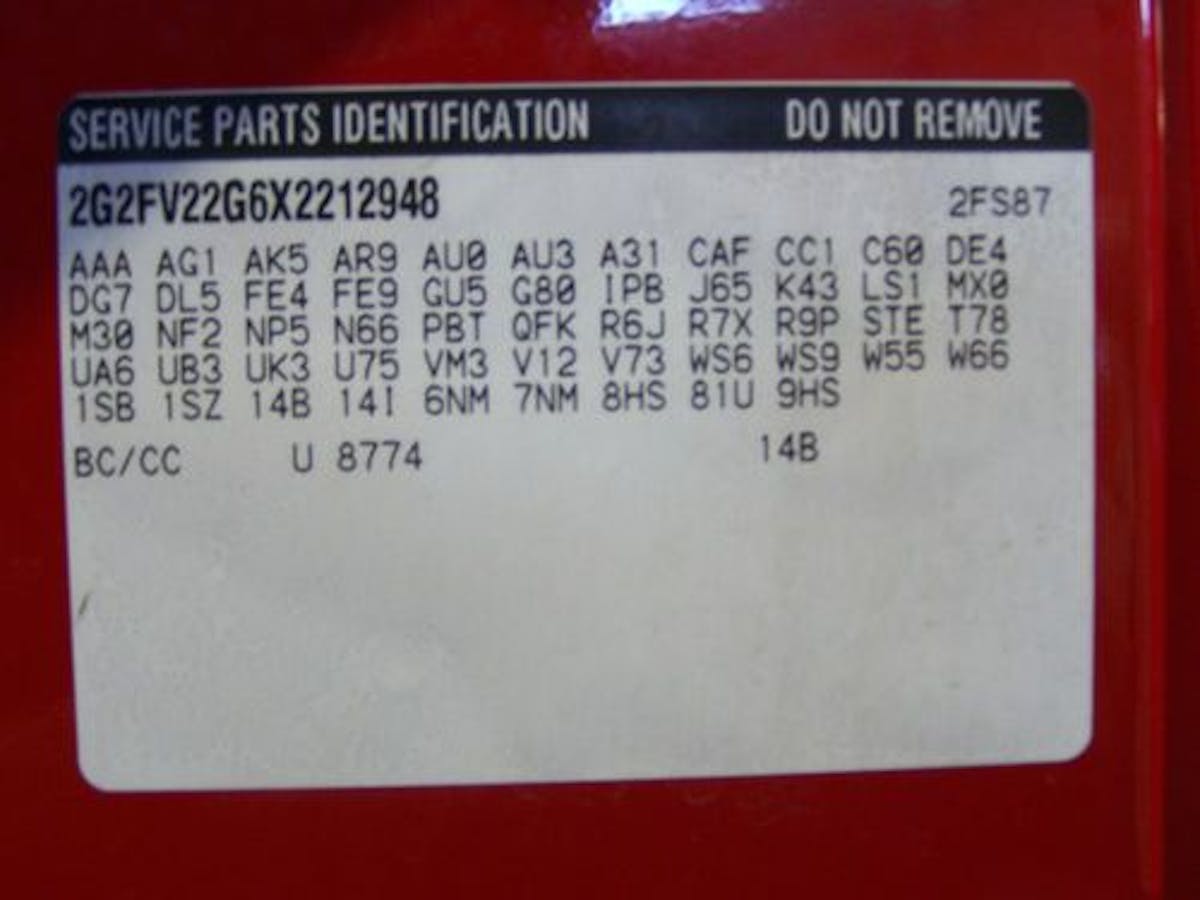 SERVICE PARTS IDENTIFICATION DO NOT REMOVE
2G2FV22G6X2212948 2FS87
AAA AG1 AK5 AR9 AU0 AU3 A31 CAF CC1 C60 DE4
DG7 DL5 FE4 FE9 GU5 G80 IPB J65 K43 LS1 MX0
M30 NF2 NP5 N66 PBT QFK R6J R7X R9P STE T78
UA6 UB3 UK3 U75 VM3 V12 V73 WS6 WS9 W55 W66
1SB 1SZ 14B 14I 6NM 7NM 8HS 81U 9HS
BC/CC U 8774 14B